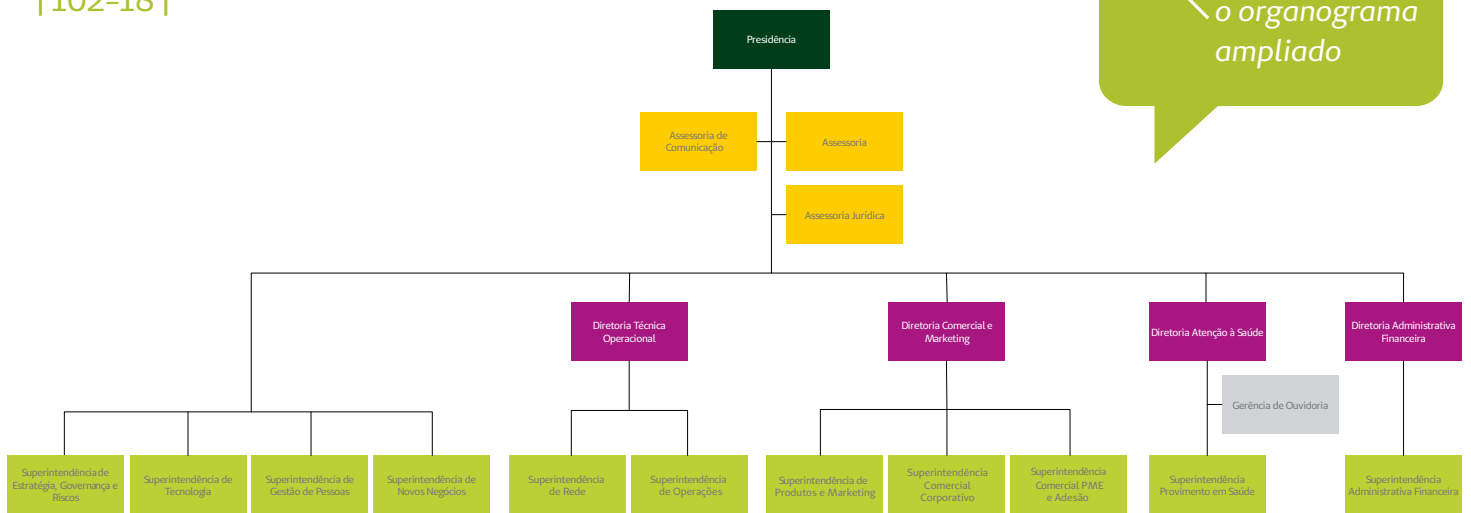 |102-18|
o organograma
ampliado
Presidência
Assessoria de
Comunicação
Assessoria
Assessoria Jurídica
Diretoria Técnica
Operacional
Diretoria Comercial e
Marketing
Diretoria Atenção à Saúde
Diretoria Administrativa
Financeira
Gerência de Ouvidoria
Superintendência de
Estratégia, Governança e
Riscos
Superintendência de
Tecnologia
Superintendência de
Gestão de Pessoas
Superintendência de
Novos Negócios
Superintendência
de Rede
Superintendência
de Operações
Superintendência de
Produtos e Marketing
Superintendência
Comercial
Corporativo
Superintendência
Comercial PME
e Adesão
Superintendência
Provimento em Saúde
Superintendência
Administrativa Financeira